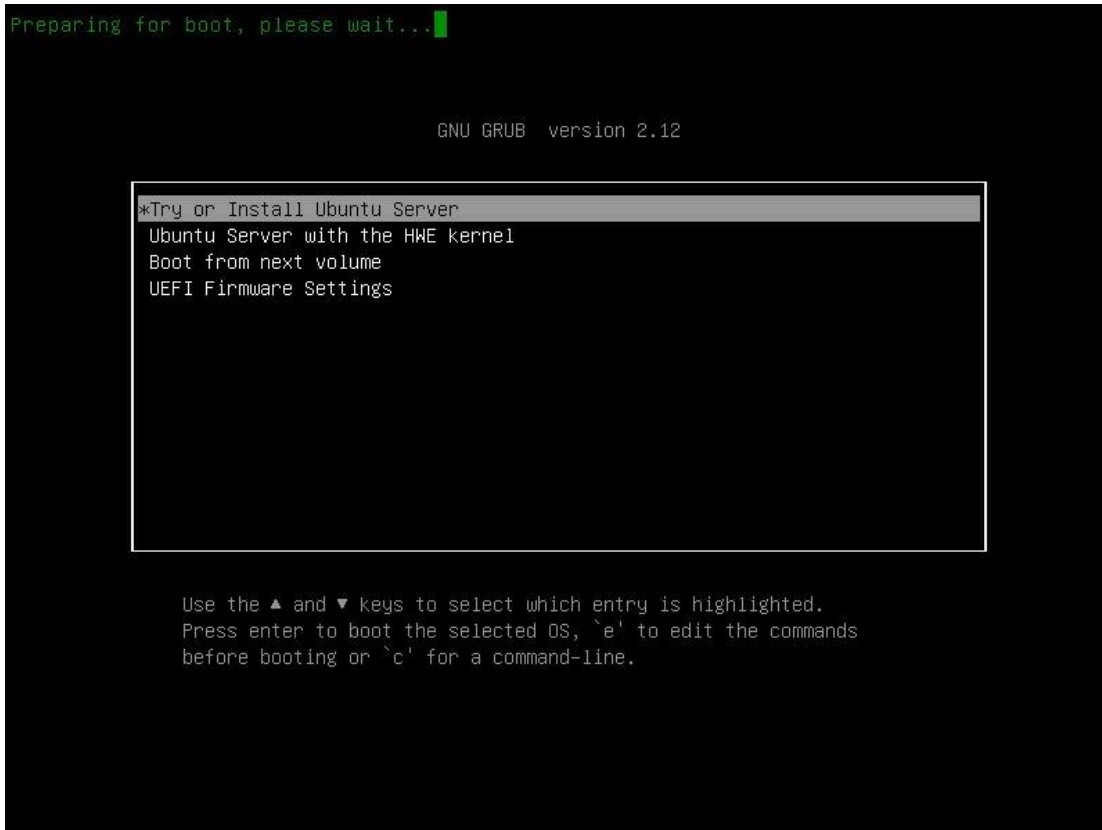 Preparing for boot, please wait...
GNU GRUB version 2.12
*Try or Install Ubuntu Server
Ubuntu Server with the HWE kernel
Boot from next volume
UEFI Firmware Settings
Use the ▲ and ▼ keys to select which entry is highlighted.
Press enter to boot the selected OS, `e' to edit the commands
before booting or `c' for a command-line.